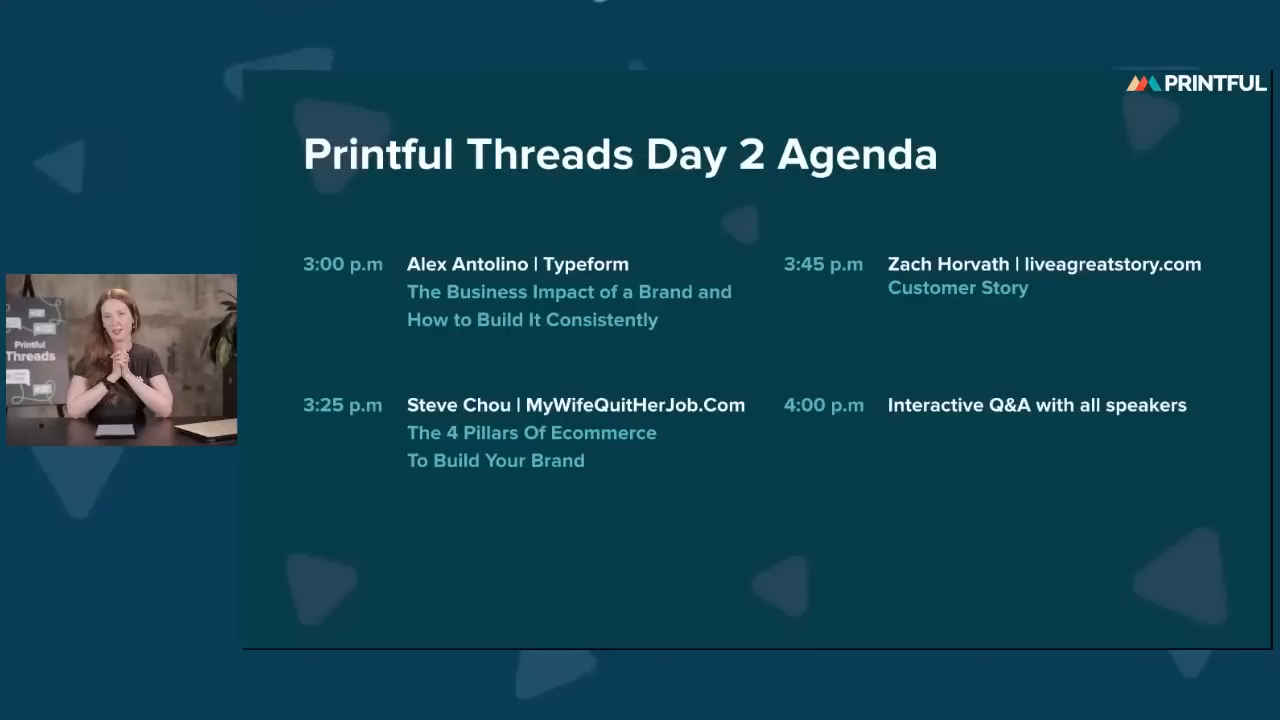 PRINTFUL
Printful Threads Day 2 Agenda
3:00 p.m
Alex Antolino | Typeform
The Business Impact of a Brand and
How to Build It Consistently
3:25 p.m
Steve Chou | MyWifeQuitHerJob.Com
The 4 Pillars Of Ecommerce
To Build Your Brand
3:45 p.m
Zach Horvath | liveagreatstory.com
Customer Story
4:00 p.m
Interactive Q&A with all speakers
Printful
Threads